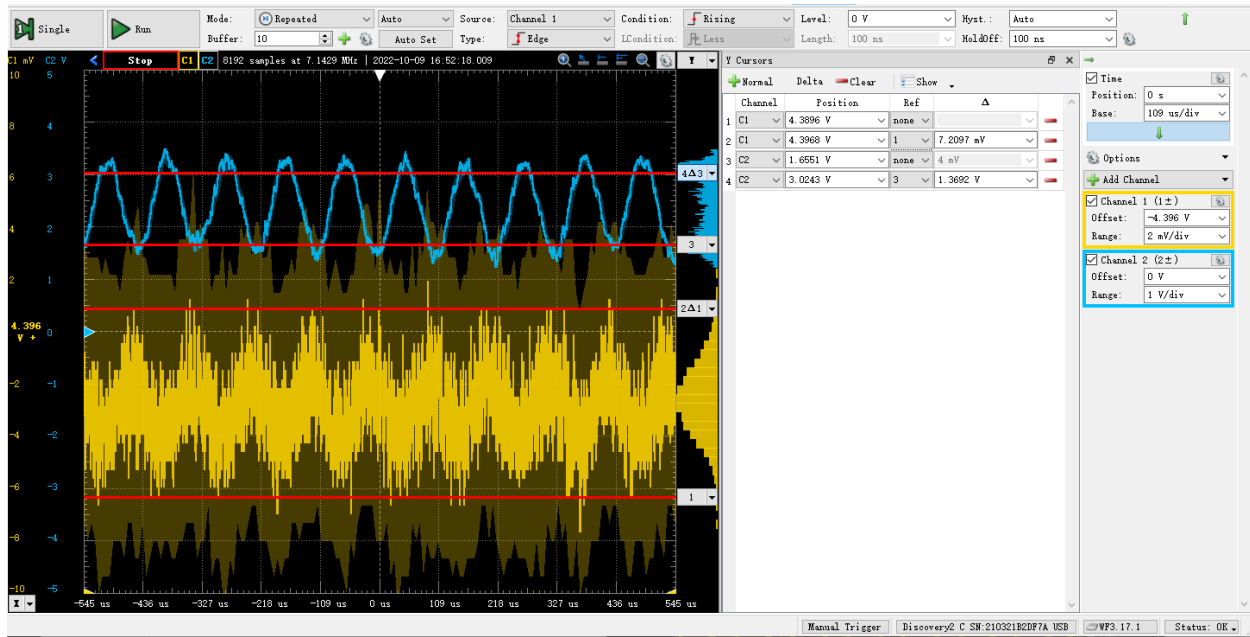 Single Run Mode: Repeated Auto Source: Channel 1 Condition: Rising Level: 0 V Hyst.: Auto
Buffer: 10 Auto Set Type: Edge LCondition: Less Length: 100 ns HoldOff: 100 ns
C1 mV C2 V Stop C1 C2 8192 samples at 7.1429 MHz | 2022-10-09 16:52:18.009 Y
10 5
8 4
6 3
4 2
2 1
4.396 V + 0
-2 -1
-4 -2
-6 -3
-8 -4
-10 -5
4Δ3
3
2Δ1
1
X -545 us -436 us -327 us -218 us -109 us 0 us 109 us 218 us 327 us 436 us 545 us
Y Cursors
Normal Delta Clear Show
Channel Position Ref Δ
1 C1 4.3896 V none
2 C1 4.3968 V 1 7.2097 mV
3 C2 1.6551 V none 4 mV
4 C2 3.0243 V 3 1.3692 V
Time
Position: 0 s
Base: 109 us/div
Options
Add Channel
Channel 1 (1±)
Offset: -4.396 V
Range: 2 mV/div
Channel 2 (2±)
Offset: 0 V
Range: 1 V/div
Manual Trigger Discovery2 C SN:210321B2DF7A USB WF3.17.1 Status: OK